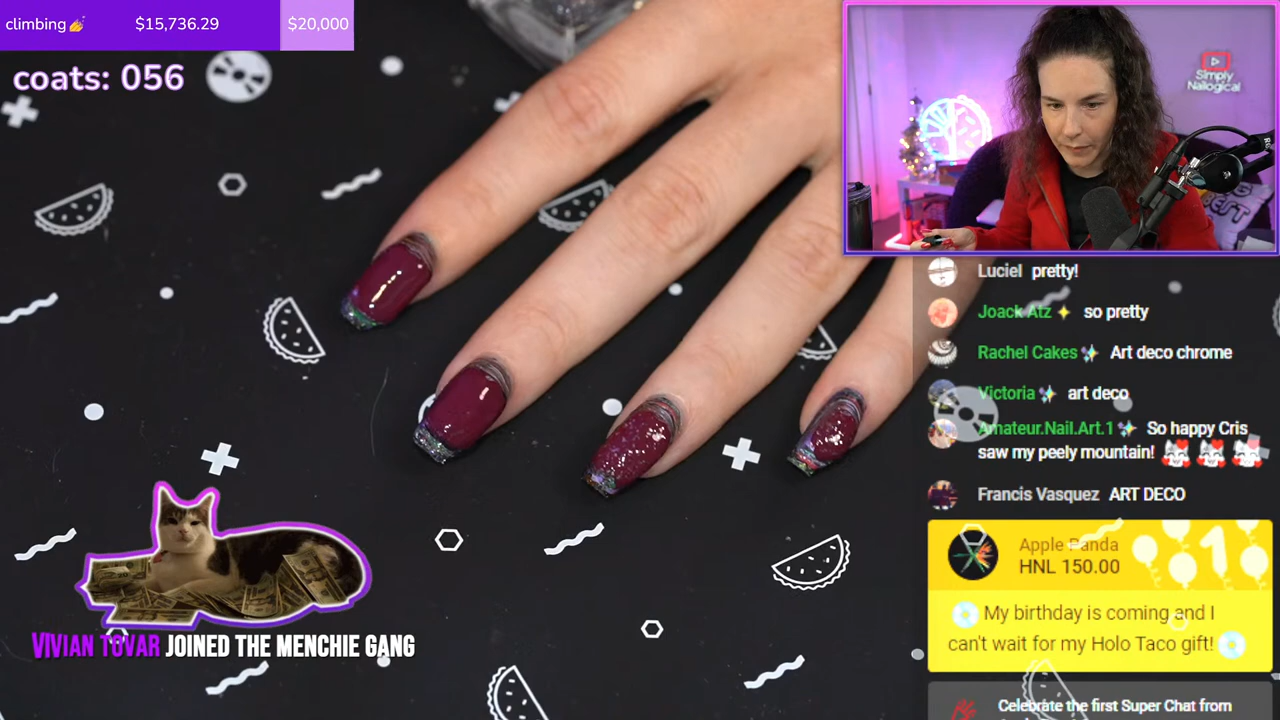 climbing💅 $15,736.29 $20,000
coats: 056
Simply
Nailogical
Luciel pretty!
Joack Atz so pretty
Rachel Cakes Art deco chrome
Victoria art deco
Amateur.Nail.Art.1 So happy Cris
saw my peely mountain!
Francis Vasquez ART DECO
Apple Panda
HNL 150.00
My birthday is coming and I
can't wait for my Holo Taco gift!
Celebrate the first Super Chat from
VIVIAN TOVAR JOINED THE MENCHIE GANG